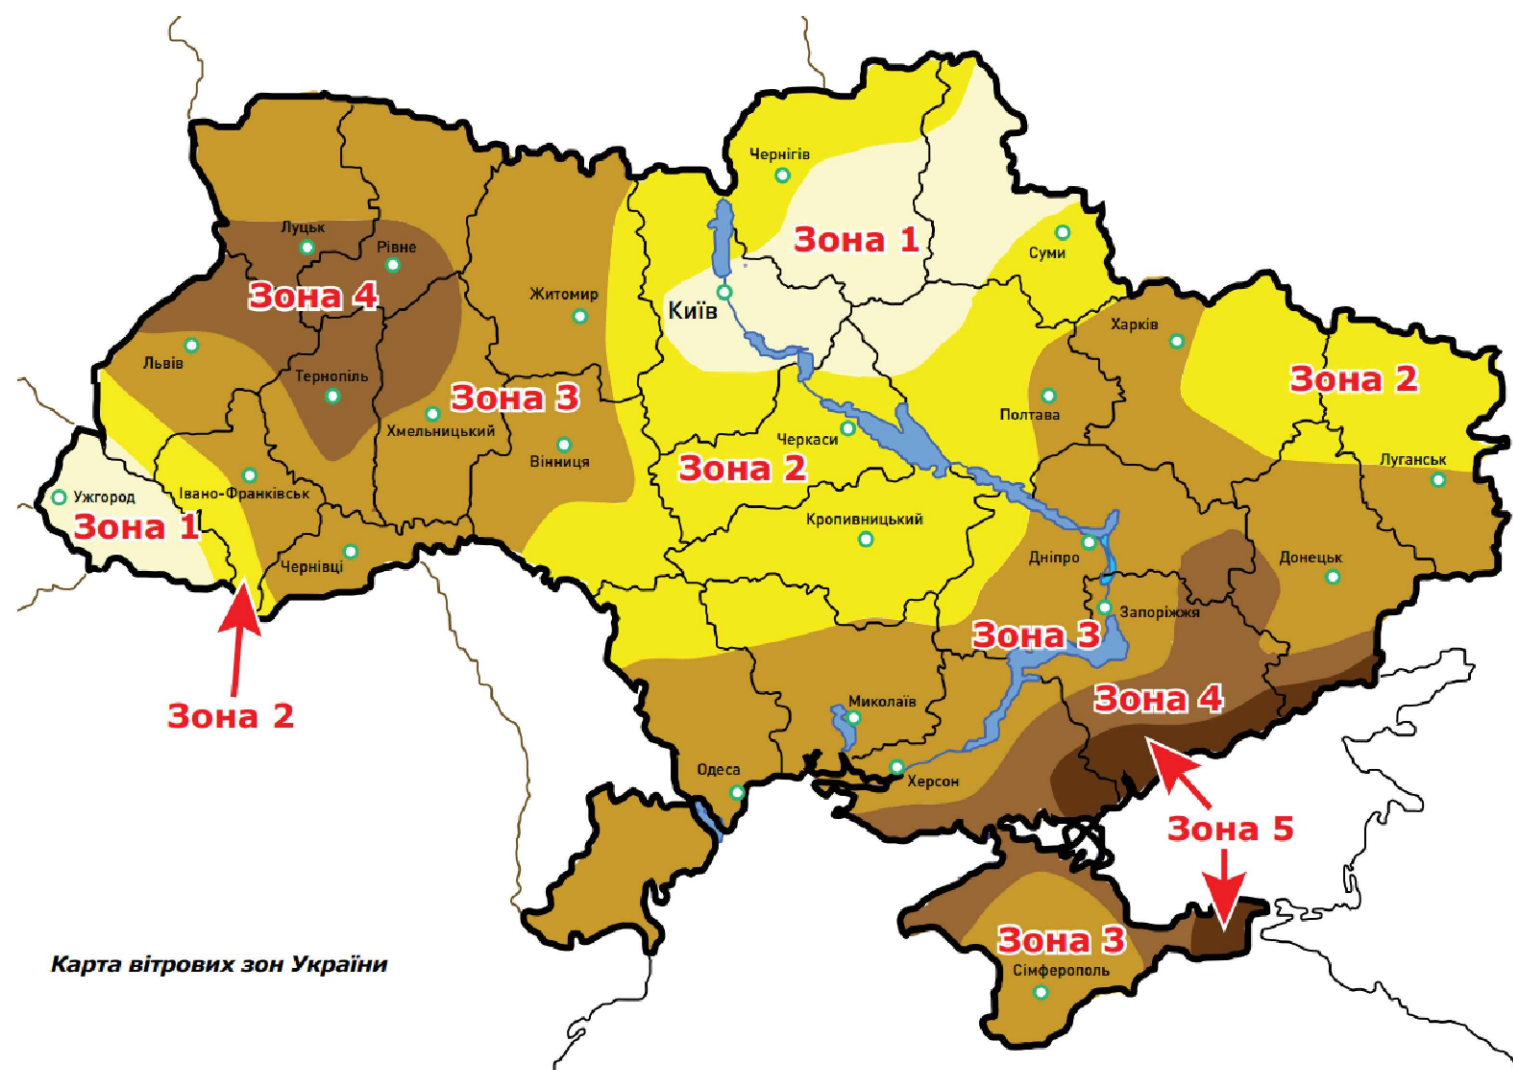 Чернігів
Зона 1
Луцьк
Рівне
Суми
Зона 4
Житомир
Київ
Харків
Львів
Тернопіль
Зона 3
Зона 2
Полтава
Хмельницький
Черкаси
Вінниця
Зона 2
Луганськ
Ужгород
Івано-Франківськ
Зона 1
Кропивницький
Чернівці
Дніпро
Донецьк
Запоріжжя
Зона 3
Зона 2
Миколаїв
Зона 4
Одеса
Херсон
Зона 5
Зона 3
Сімферополь
Карта вітрових зон України